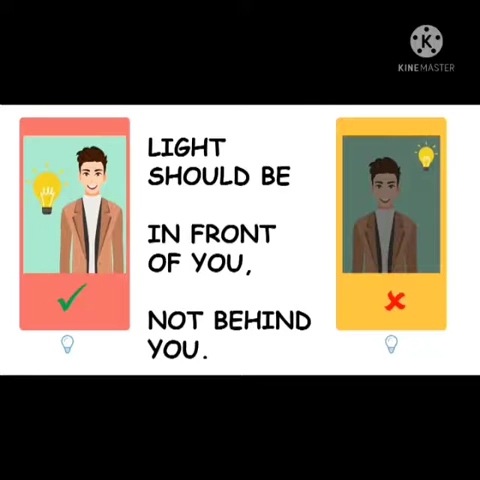 K
KINEMASTER
LIGHT
SHOULD BE
IN FRONT
OF YOU,
NOT BEHIND
YOU.